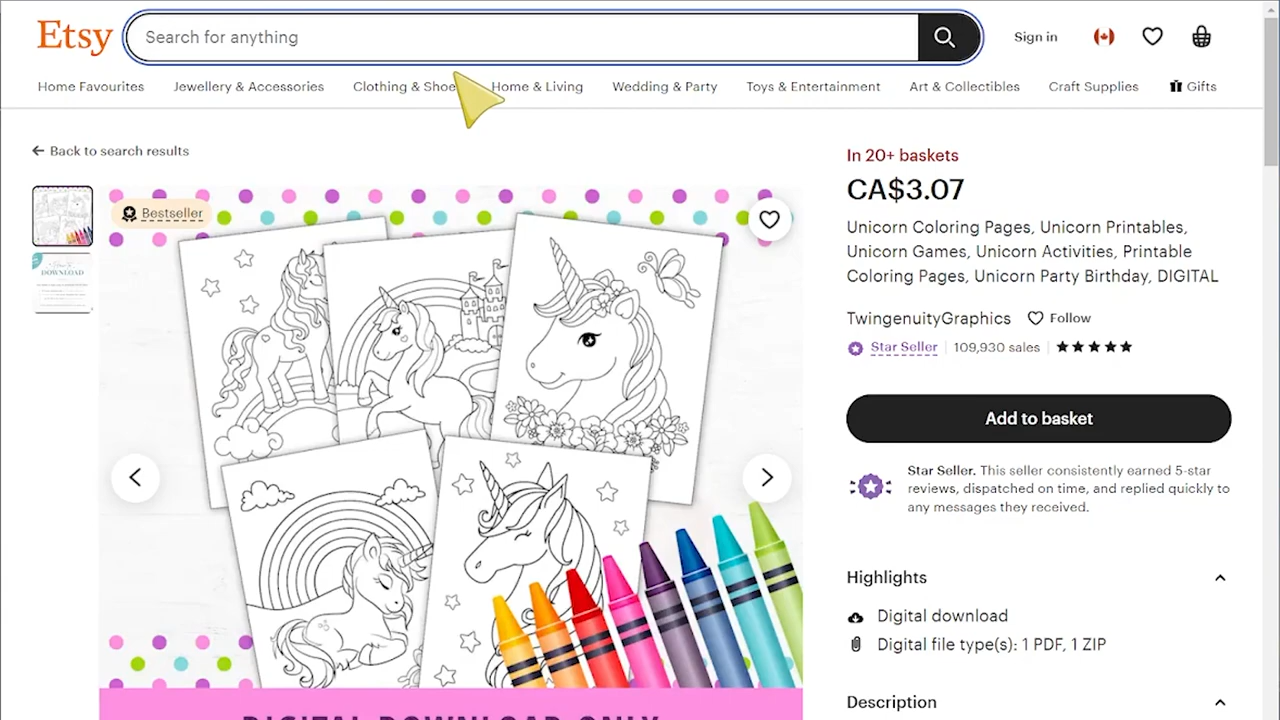 Etsy
Search for anything
Sign in
Home Favourites Jewellery & Accessories Clothing & Shoe Home & Living Wedding & Party Toys & Entertainment Art & Collectibles Craft Supplies Gifts
Back to search results
Bestseller
DOWNLOAD
In 20+ baskets
CA$3.07
Unicorn Coloring Pages, Unicorn Printables,
Unicorn Games, Unicorn Activities, Printable
Coloring Pages, Unicorn Party Birthday, DIGITAL
TwingenuityGraphics Follow
Star Seller 109,930 sales
Add to basket
Star Seller. This seller consistently earned 5-star
reviews, dispatched on time, and replied quickly to
any messages they received.
Highlights
Digital download
Digital file type(s): 1 PDF, 1 ZIP
Description
DIGITAL DOWNLOAD ONLY